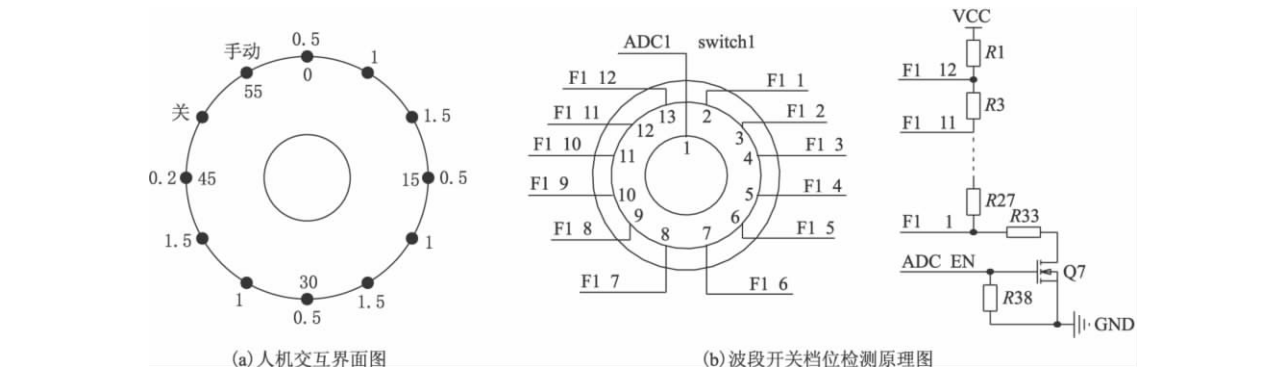 手动
0.5
1
0
55
关
1.5
0.2
45
15
0.5
1.5
1
30
1
1.5
0.5
(a)人机交互界面图
ADC1
switch1
F1 12
F1 1
F1 11
F1 2
F1 10
F1 3
F1 9
F1 4
F1 8
F1 5
F1 7
F1 6
13
2
12
3
11
1
4
10
5
9
6
8
7
VCC
R1
F1 12
R3
F1 11
R27
F1 1
R33
ADC EN
Q7
R38
GND
(b)波段开关档位检测原理图